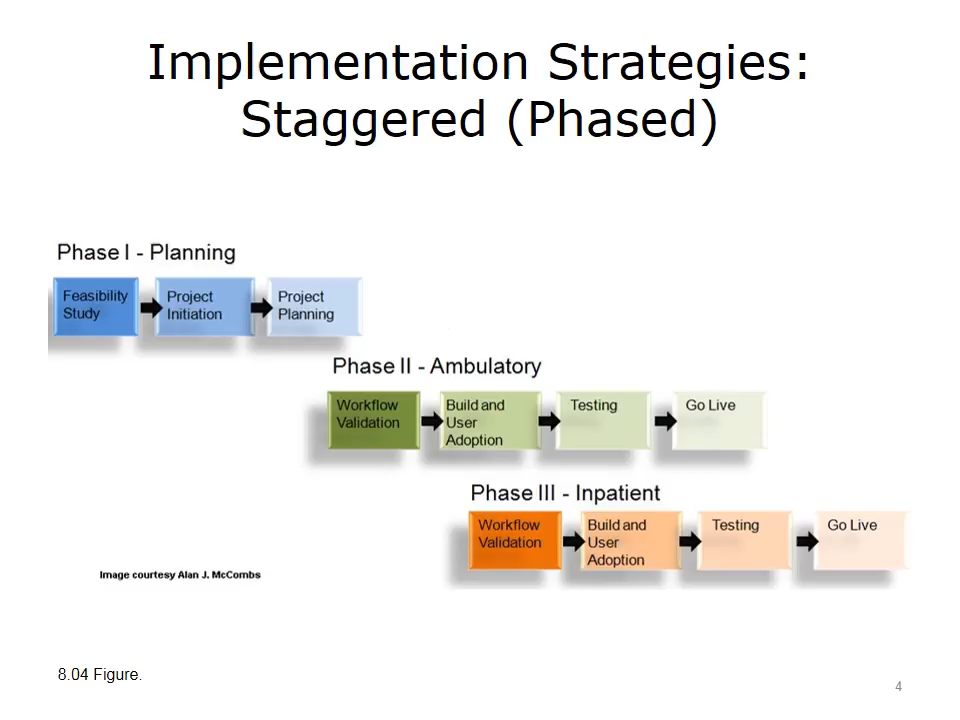 Implementation Strategies:
Staggered (Phased)
Phase I - Planning
Feasibility
Study
Project
Initiation
Project
Planning
Phase II - Ambulatory
Workflow
Validation
Build and
User
Adoption
Testing
Go Live
Phase III - Inpatient
Workflow
Validation
Build and
User
Adoption
Testing
Go Live
Image courtesy Alan J. McCombs
8.04 Figure.
4